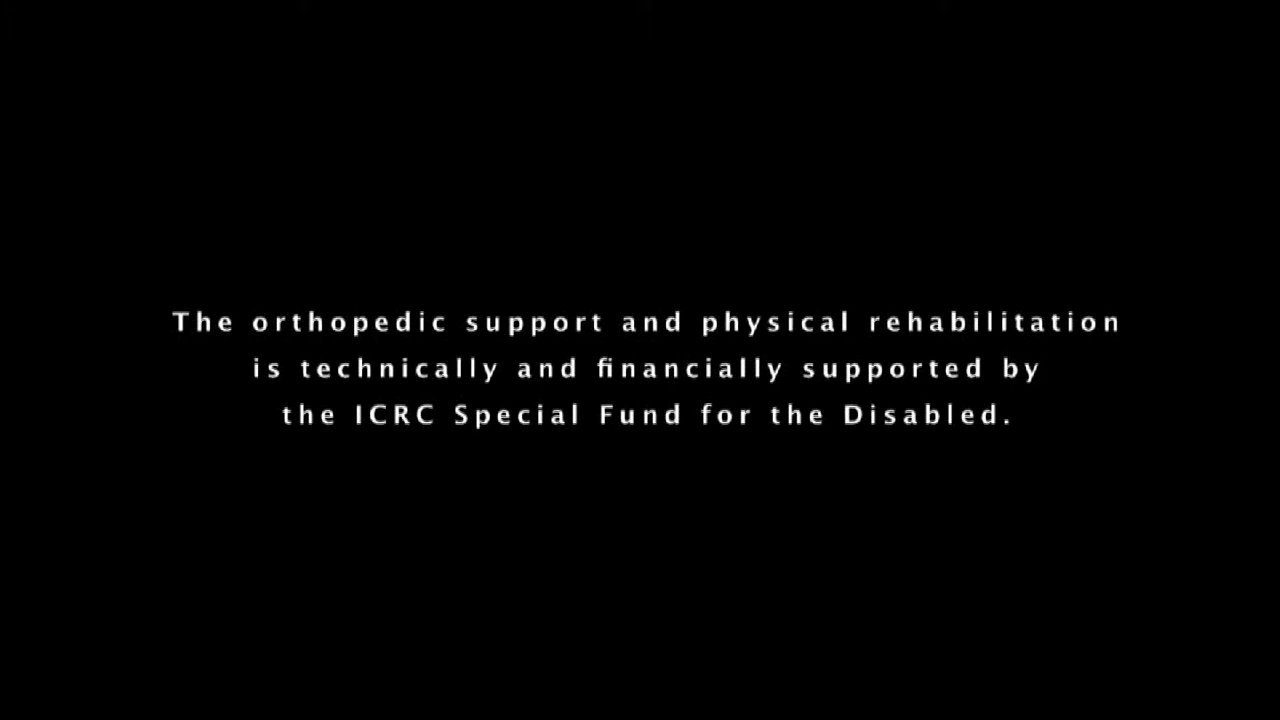 The orthopedic support and physical rehabilitation
is technically and financially supported by
the ICRC Special Fund for the Disabled.